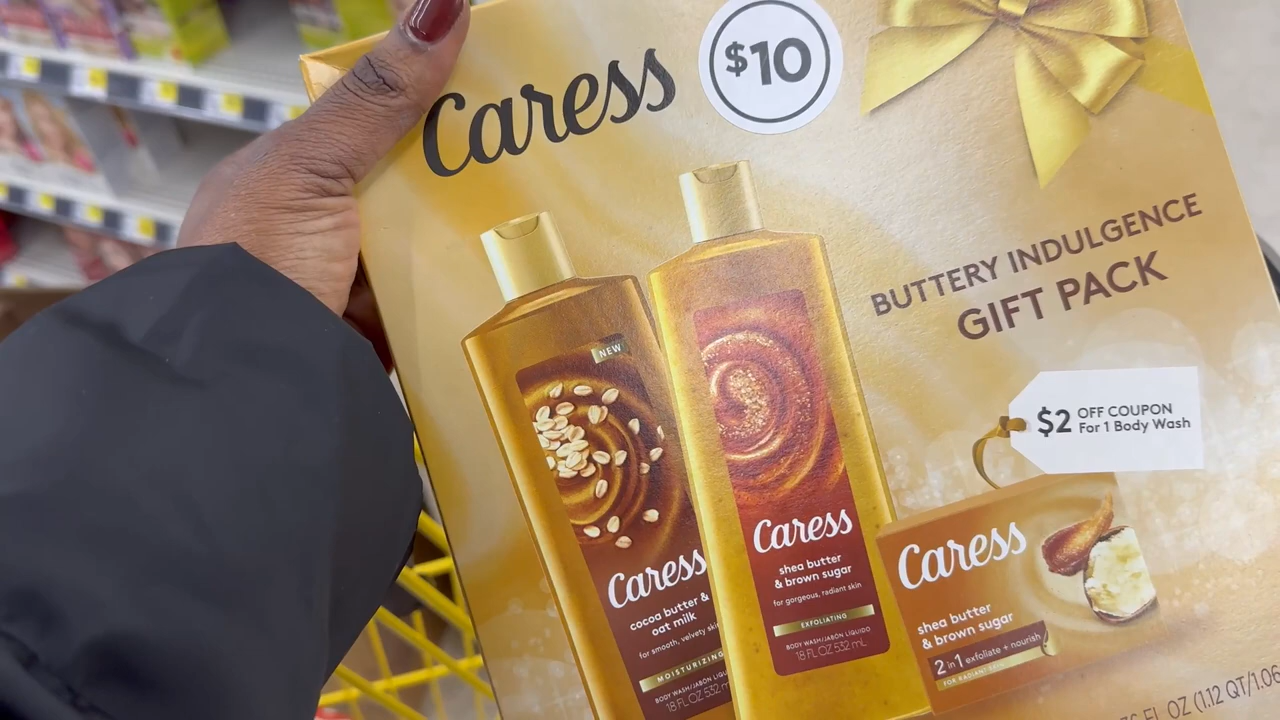 Caress
$10
BUTTERY INDULGENCE
GIFT PACK
$2 OFF COUPON
For 1 Body Wash
NEW
Caress
cocoa butter &
oat milk
for smooth, velvety skin
MOISTURIZING
BODY WASH/JABÓN
18 FL OZ 532 m
Caress
shea butter
& brown sugar
for gorgeous, radiant skin
EXFOLIATING
BODY WASH/JABÓN LÍQUIDO
18 FL OZ 532 mL
Caress
shea butter
& brown sugar
2 in 1 exfoliate + nourish
FOR RADIANT SKIN
FL OZ (1.12 QT/1.06